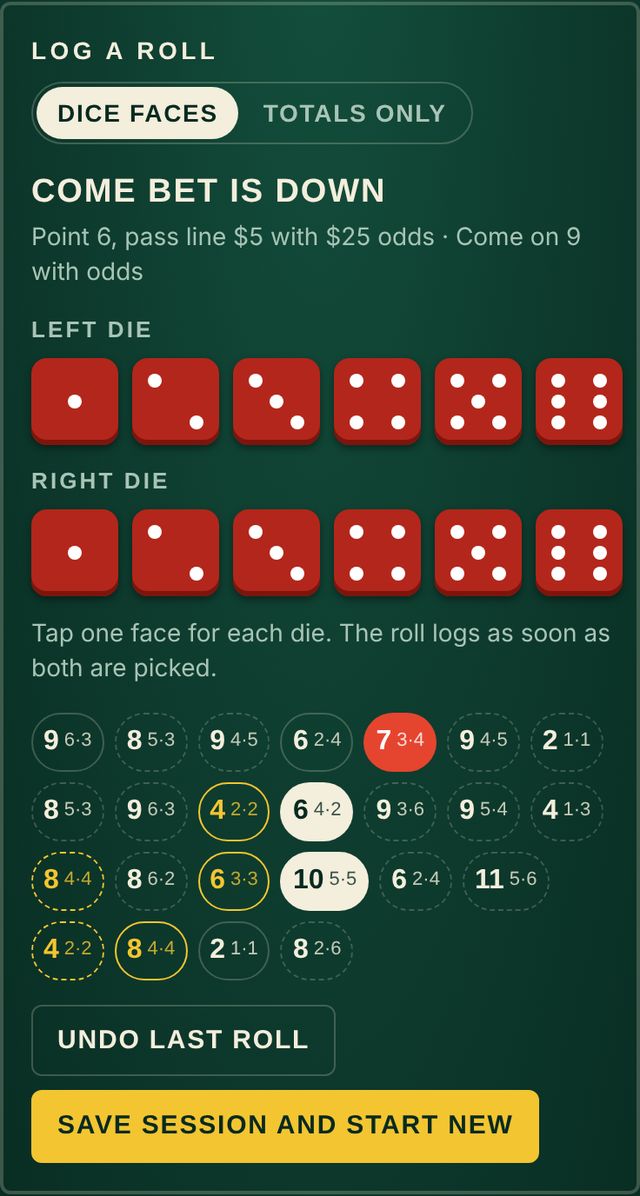 LOG A ROLL
DICE FACES TOTALS ONLY
COME BET IS DOWN
Point 6, pass line $5 with $25 odds · Come on 9
with odds
LEFT DIE
RIGHT DIE
Tap one face for each die. The roll logs as soon as
both are picked.
9 6·3 8 5·3 9 4·5 6 2·4 7 3·4 9 4·5 2 1·1
8 5·3 9 6·3 4 2·2 6 4·2 9 3·6 9 5·4 4 1·3
8 4·4 8 6·2 6 3·3 10 5·5 6 2·4 11 5·6
4 2·2 8 4·4 2 1·1 8 2·6
UNDO LAST ROLL
SAVE SESSION AND START NEW